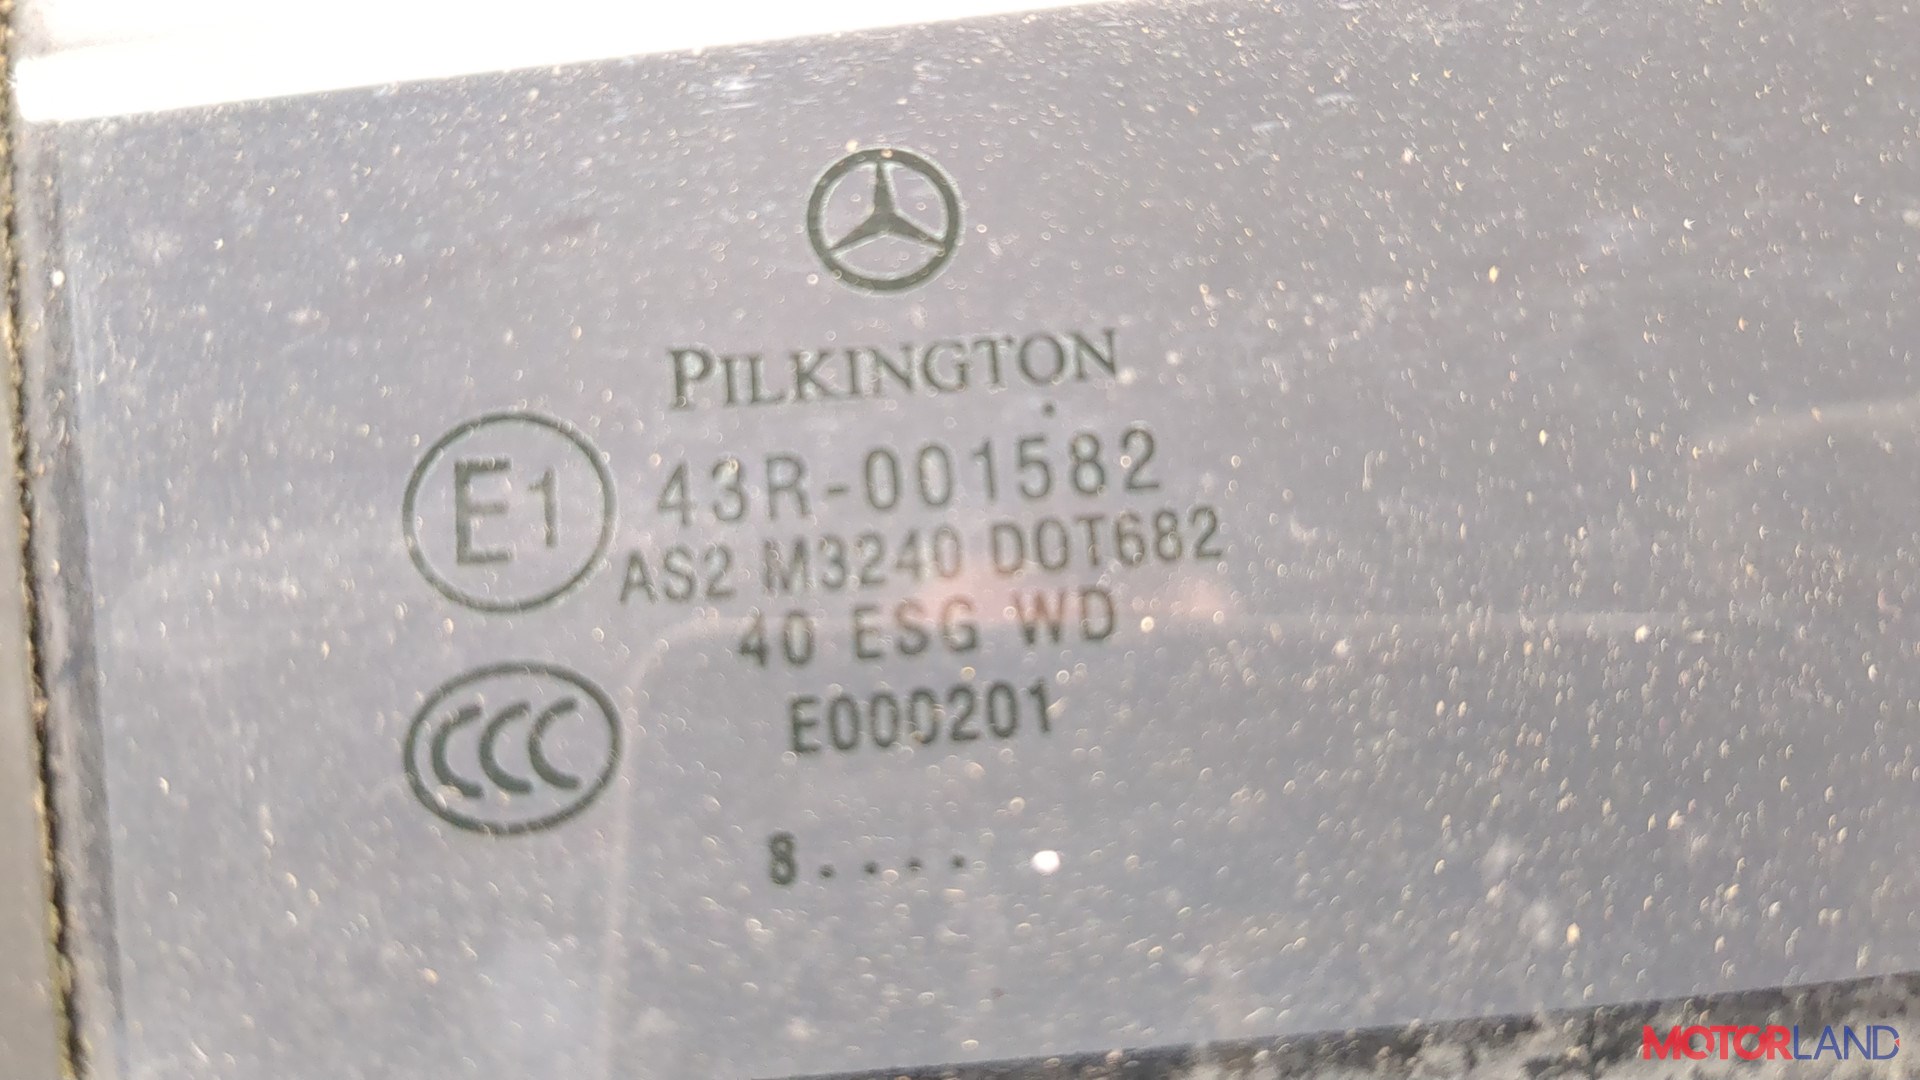 PILKINGTON
E1 43R-001582
AS2 M3240 DOT682
40 ESG WD
CCC E000201
8....
MOTORLAND